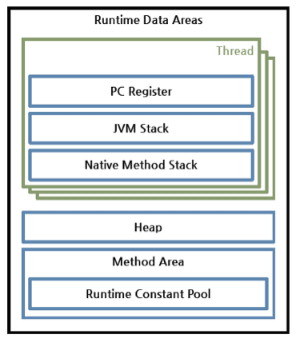 Runtime Data Areas
Thread
PC Register
JVM Stack
Native Method Stack
Heap
Method Area
Runtime Constant Pool